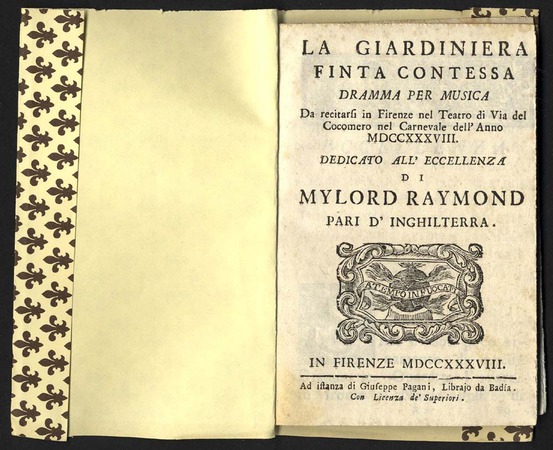 LA GIARDINIERA
FINTA CONTESSA
DRAMMA PER MUSICA
Da recitarsi in Firenze nel Teatro di Via del
Cocomero nel Carnevale dell' Anno
MDCCXXXVIII.
DEDICATO ALL' ECCELLENZA
DI
MYLORD RAYMOND
PARI D' INGHILTERRA.
IN FIRENZE MDCCXXXVIII.
Ad istanza di Giuseppe Pagani, Librajo da Badía.
Con Licenza de' Superiori.